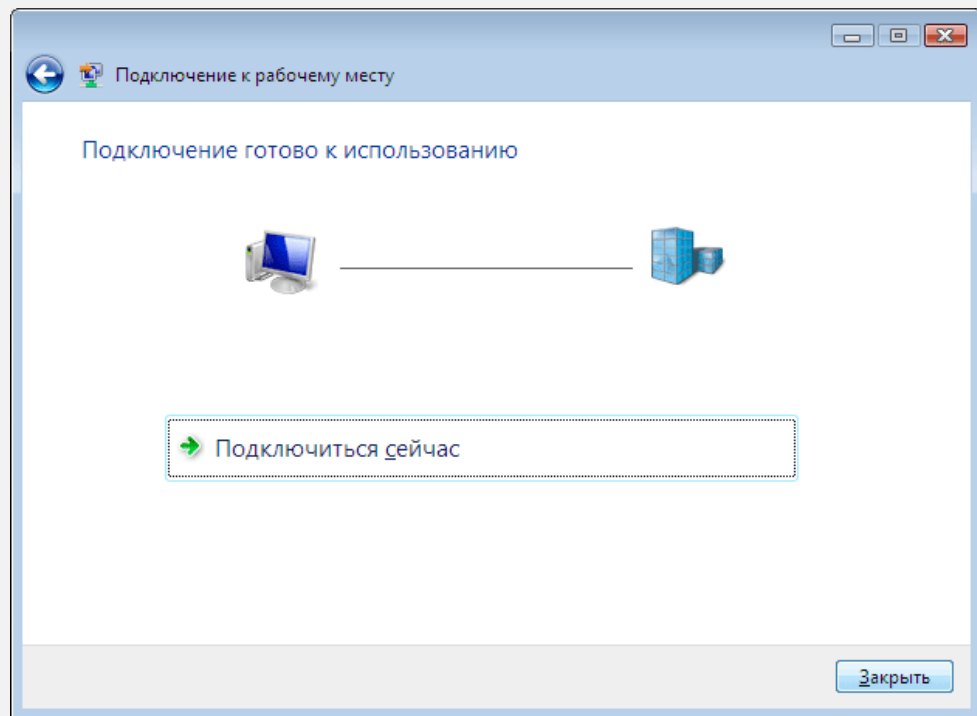 Подключение к рабочему месту
Подключение готово к использованию
Подключиться сейчас
Закрыть